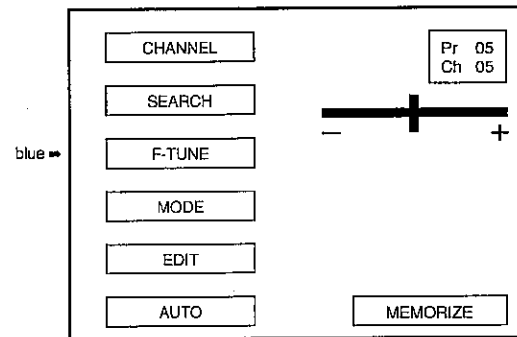 CHANNEL
Pr 05
Ch 05
SEARCH
− +
blue ➡ F-TUNE
MODE
EDIT
AUTO
MEMORIZE